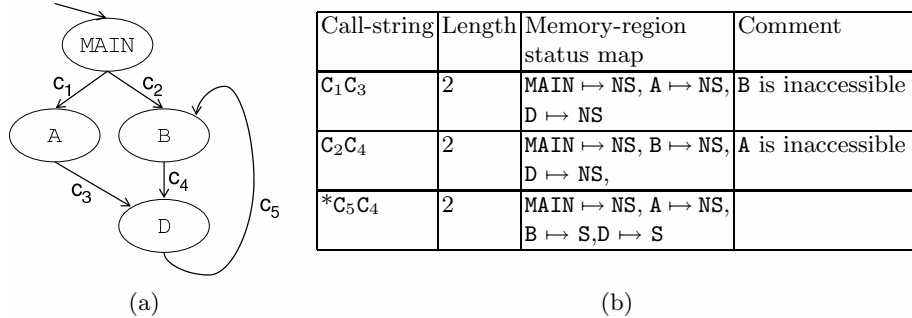 MAIN
c1 c2
A B
c3 c4 c5
D
(a)
Call-string Length Memory-region status map Comment
C1C3 2 MAIN ↦ NS, A ↦ NS, B is inaccessible
D ↦ NS
C2C4 2 MAIN ↦ NS, B ↦ NS, A is inaccessible
D ↦ NS,
*C5C4 2 MAIN ↦ NS, A ↦ NS,
B ↦ S,D ↦ S
(b)